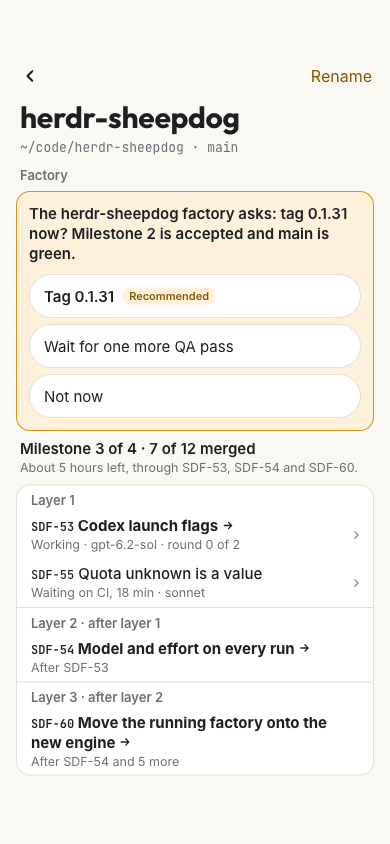 Rename
herdr-sheepdog
~/code/herdr-sheepdog · main
Factory
The herdr-sheepdog factory asks: tag 0.1.31
now? Milestone 2 is accepted and main is
green.
Tag 0.1.31 Recommended
Wait for one more QA pass
Not now
Milestone 3 of 4 · 7 of 12 merged
About 5 hours left, through SDF-53, SDF-54 and SDF-60.
Layer 1
SDF-53 Codex launch flags →
Working · gpt-6.2-sol · round 0 of 2
SDF-55 Quota unknown is a value
Waiting on CI, 18 min · sonnet
Layer 2 · after layer 1
SDF-54 Model and effort on every run →
After SDF-53
Layer 3 · after layer 2
SDF-60 Move the running factory onto the
new engine →
After SDF-54 and 5 more